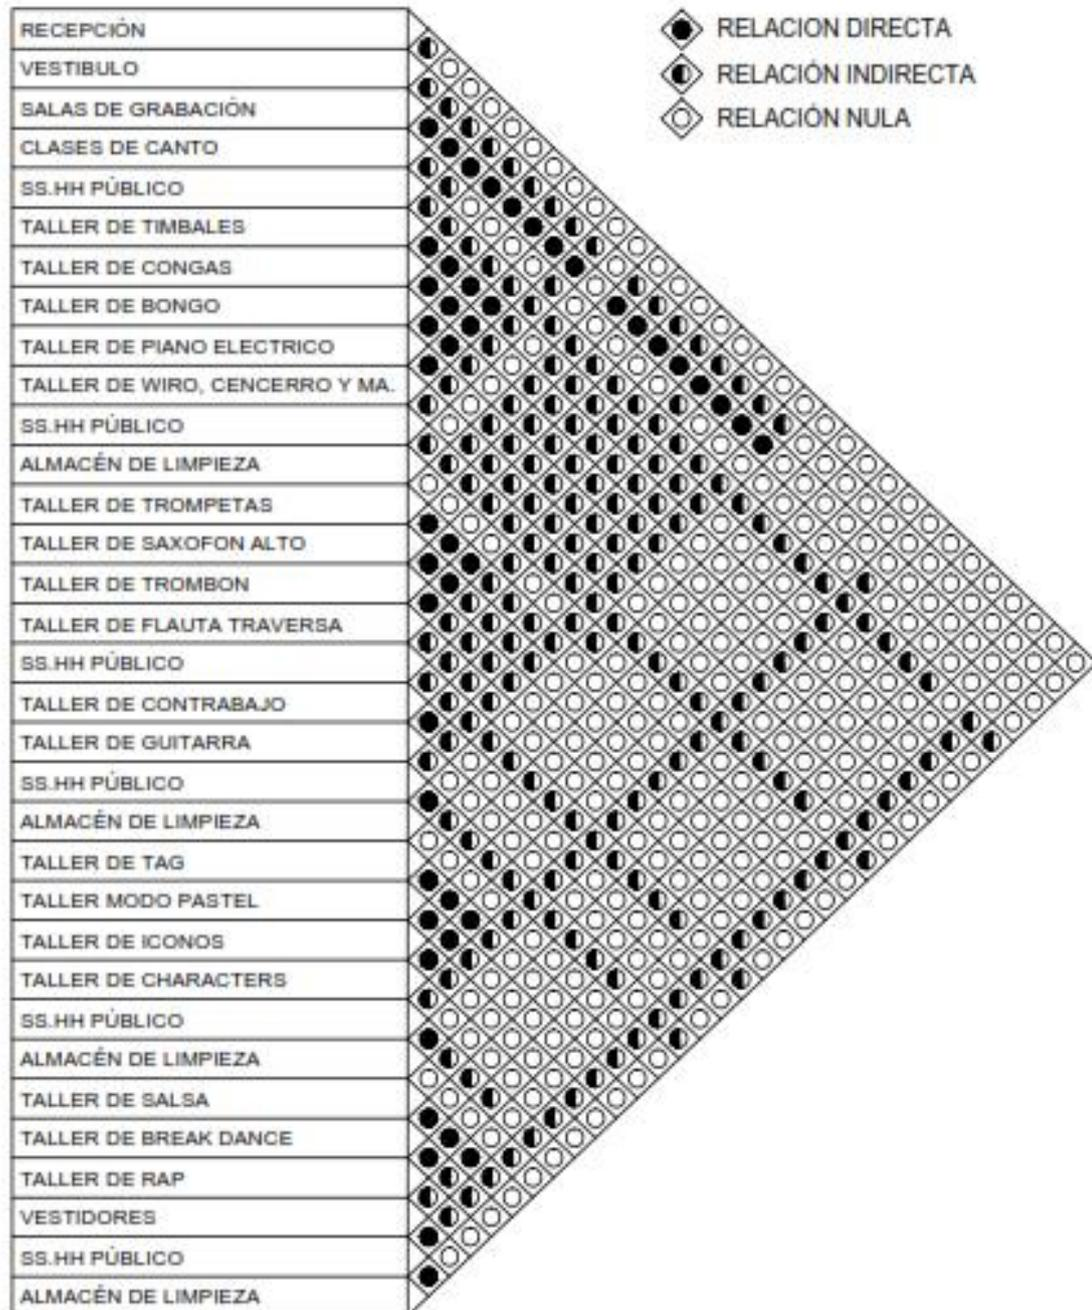 RECEPCIÓN
VESTIBULO
SALAS DE GRABACIÓN
CLASES DE CANTO
SS.HH PÚBLICO
TALLER DE TIMBALES
TALLER DE CONGAS
TALLER DE BONGO
TALLER DE PIANO ELECTRICO
TALLER DE WIRO, CENCERRO Y MA.
SS.HH PÚBLICO
ALMACÉN DE LIMPIEZA
TALLER DE TROMPETAS
TALLER DE SAXOFON ALTO
TALLER DE TROMBON
TALLER DE FLAUTA TRAVERSA
SS.HH PÚBLICO
TALLER DE CONTRABAJO
TALLER DE GUITARRA
SS.HH PÚBLICO
ALMACÉN DE LIMPIEZA
TALLER DE TAG
TALLER MODO PASTEL
TALLER DE ICONOS
TALLER DE CHARACTERS
SS.HH PÚBLICO
ALMACÉN DE LIMPIEZA
TALLER DE SALSA
TALLER DE BREAK DANCE
TALLER DE RAP
VESTIDORES
SS.HH PÚBLICO
ALMACÉN DE LIMPIEZA
RELACION DIRECTA
RELACIÓN INDIRECTA
RELACIÓN NULA